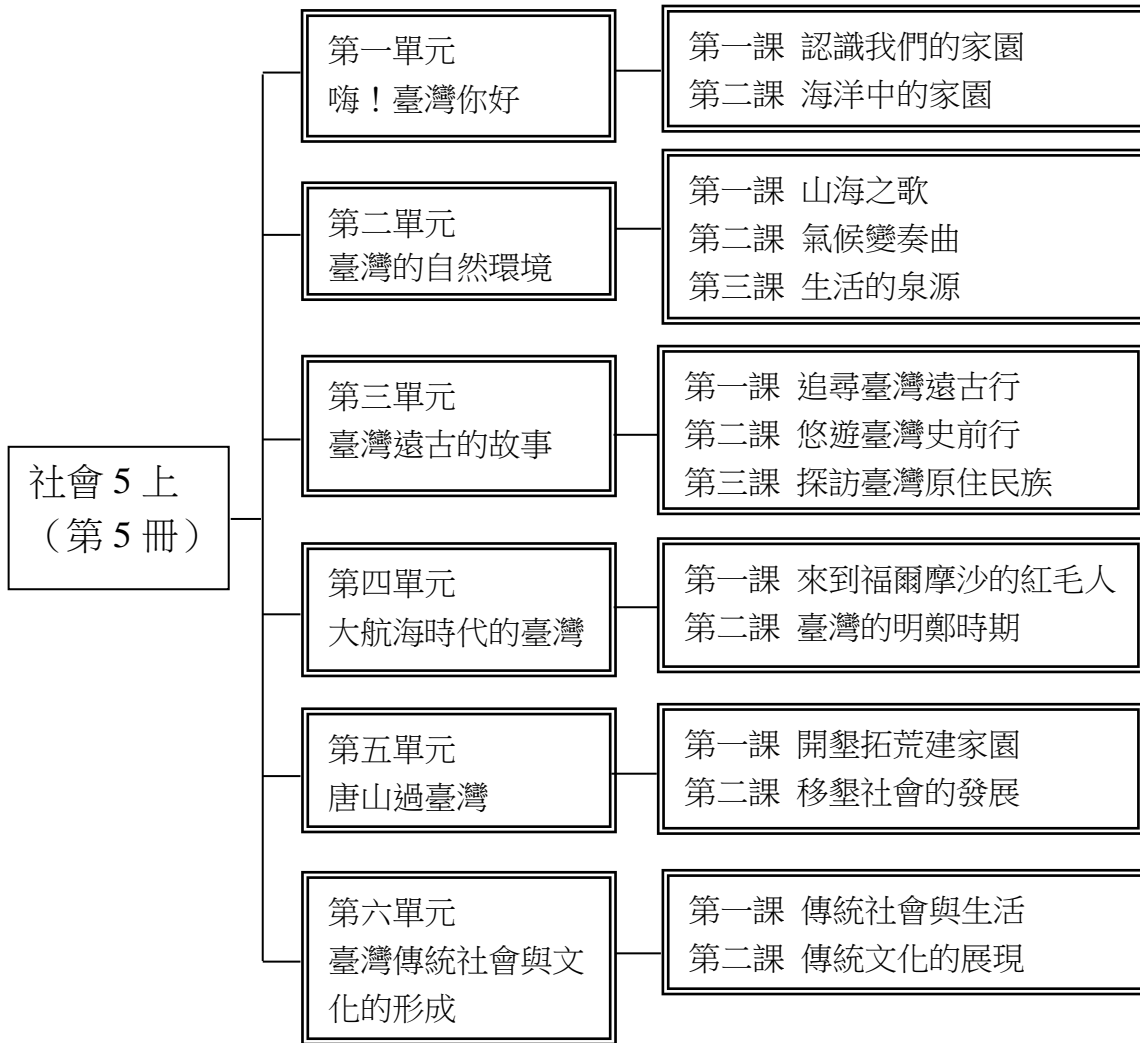 社會 5 上
（第 5 冊）
第一單元
嗨！臺灣你好
第一課 認識我們的家園
第二課 海洋中的家園
第二單元
臺灣的自然環境
第一課 山海之歌
第二課 氣候變奏曲
第三課 生活的泉源
第三單元
臺灣遠古的故事
第一課 追尋臺灣遠古行
第二課 悠遊臺灣史前行
第三課 探訪臺灣原住民族
第四單元
大航海時代的臺灣
第一課 來到福爾摩沙的紅毛人
第二課 臺灣的明鄭時期
第五單元
唐山過臺灣
第一課 開墾拓荒建家園
第二課 移墾社會的發展
第六單元
臺灣傳統社會與文
化的形成
第一課 傳統社會與生活
第二課 傳統文化的展現